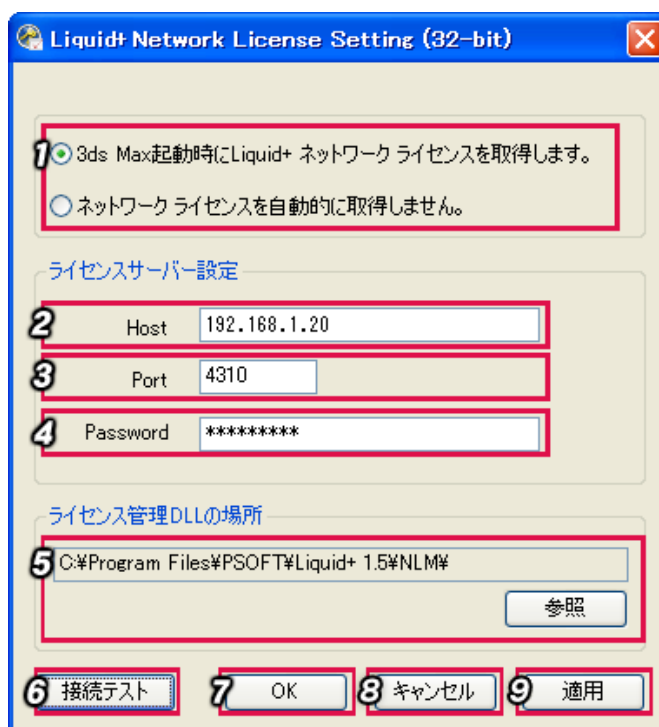 Liquid+ Network License Setting (32-bit)
1 3ds Max起動時にLiquid+ ネットワーク ライセンスを取得します。
ネットワーク ライセンスを自動的に取得しません。
ライセンスサーバー設定
2 Host 192.168.1.20
3 Port 4310
4 Password *********
ライセンス管理DLLの場所
5 C:¥Program Files¥PSOFT¥Liquid+ 1.5¥NLM¥
参照
6 接続テスト 7 OK 8 キャンセル 9 適用